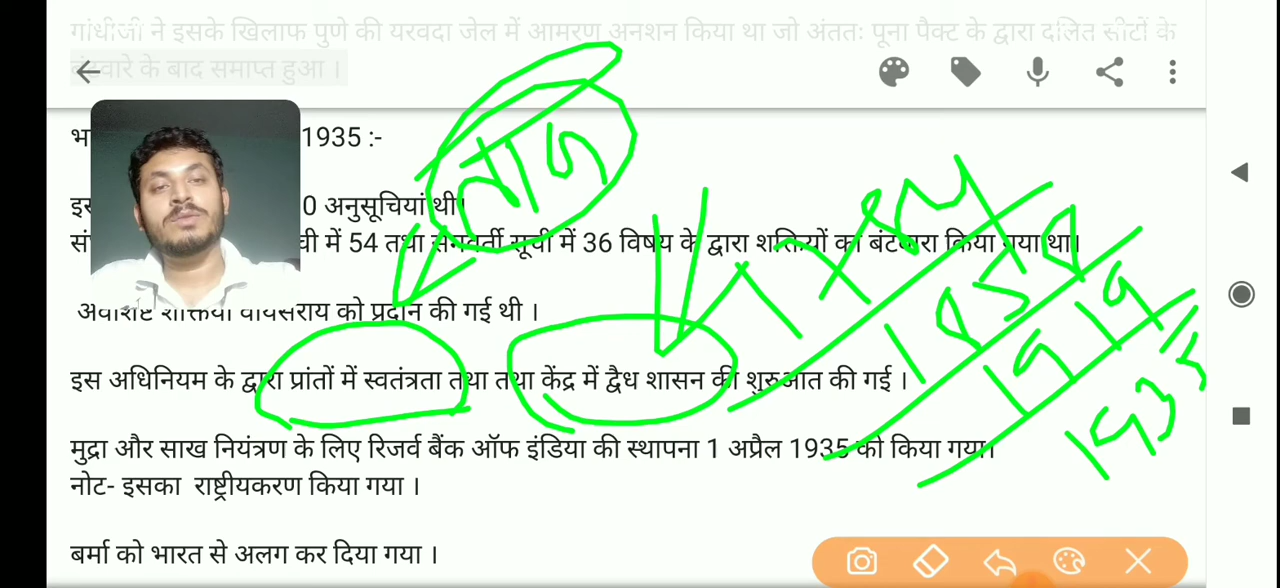 गांधीजी ने इसके खिलाफ पुणे की यरवदा जेल में आमरण अनशन किया था जो अंततः पूना पैक्ट के द्वारा दलित सीटों के
के बाद समाप्त हुआ ।
1935 :-
0 अनुसूचियां थी
में 54 तथा समवर्ती सूची में 36 विषय के द्वारा शक्तियों का बंटवारा किया गया था।
अवशिष्ट शक्तियां वायसराय को प्रदान की गई थी ।
इस अधिनियम के द्वारा प्रांतों में स्वतंत्रता तथा तथा केंद्र में द्वैध शासन की शुरुआत की गई ।
मुद्रा और साख नियंत्रण के लिए रिजर्व बैंक ऑफ इंडिया की स्थापना 1 अप्रैल 1935 को किया गया।
नोट- इसका राष्ट्रीयकरण किया गया ।
बर्मा को भारत से अलग कर दिया गया ।
1919
1935